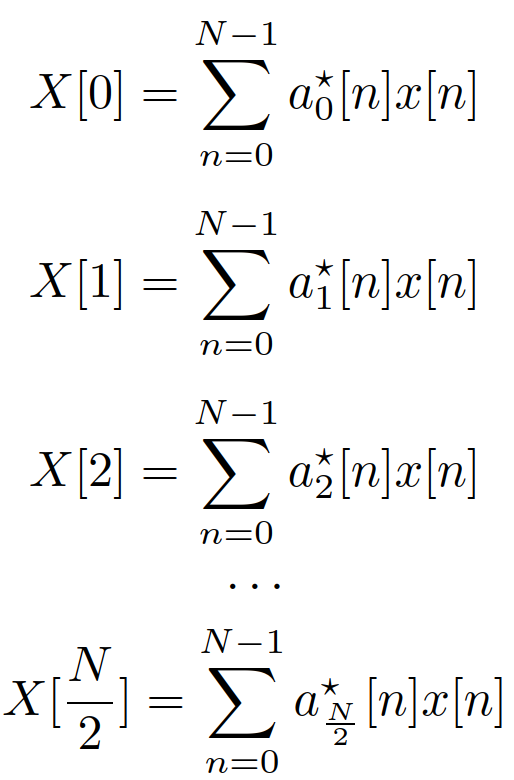 X[0] = \sum_{n=0}^{N-1} a_0^\star[n]x[n]
X[1] = \sum_{n=0}^{N-1} a_1^\star[n]x[n]
X[2] = \sum_{n=0}^{N-1} a_2^\star[n]x[n]
\cdots
X[\frac{N}{2}] = \sum_{n=0}^{N-1} a_{\frac{N}{2}}^\star[n]x[n]